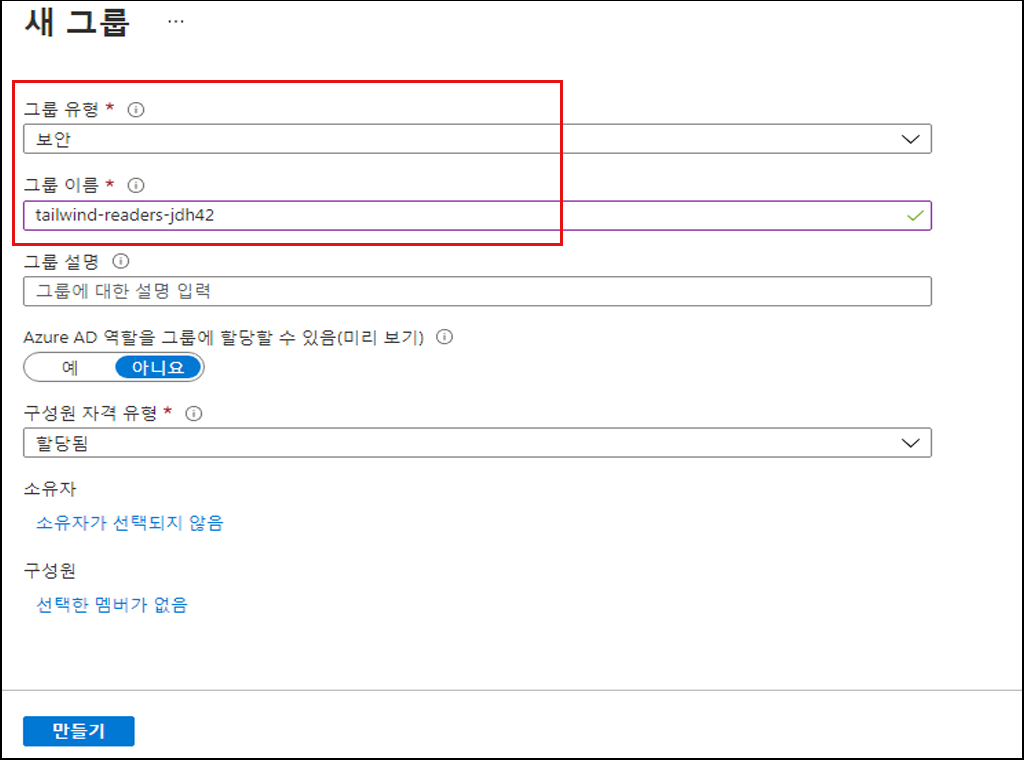 새 그룹 ...
그룹 유형 *
보안
그룹 이름 *
tailwind-readers-jdh42
그룹 설명
그룹에 대한 설명 입력
Azure AD 역할을 그룹에 할당할 수 있음(미리 보기)
예 아니요
구성원 자격 유형 *
할당됨
소유자
소유자가 선택되지 않음
구성원
선택한 멤버가 없음
만들기